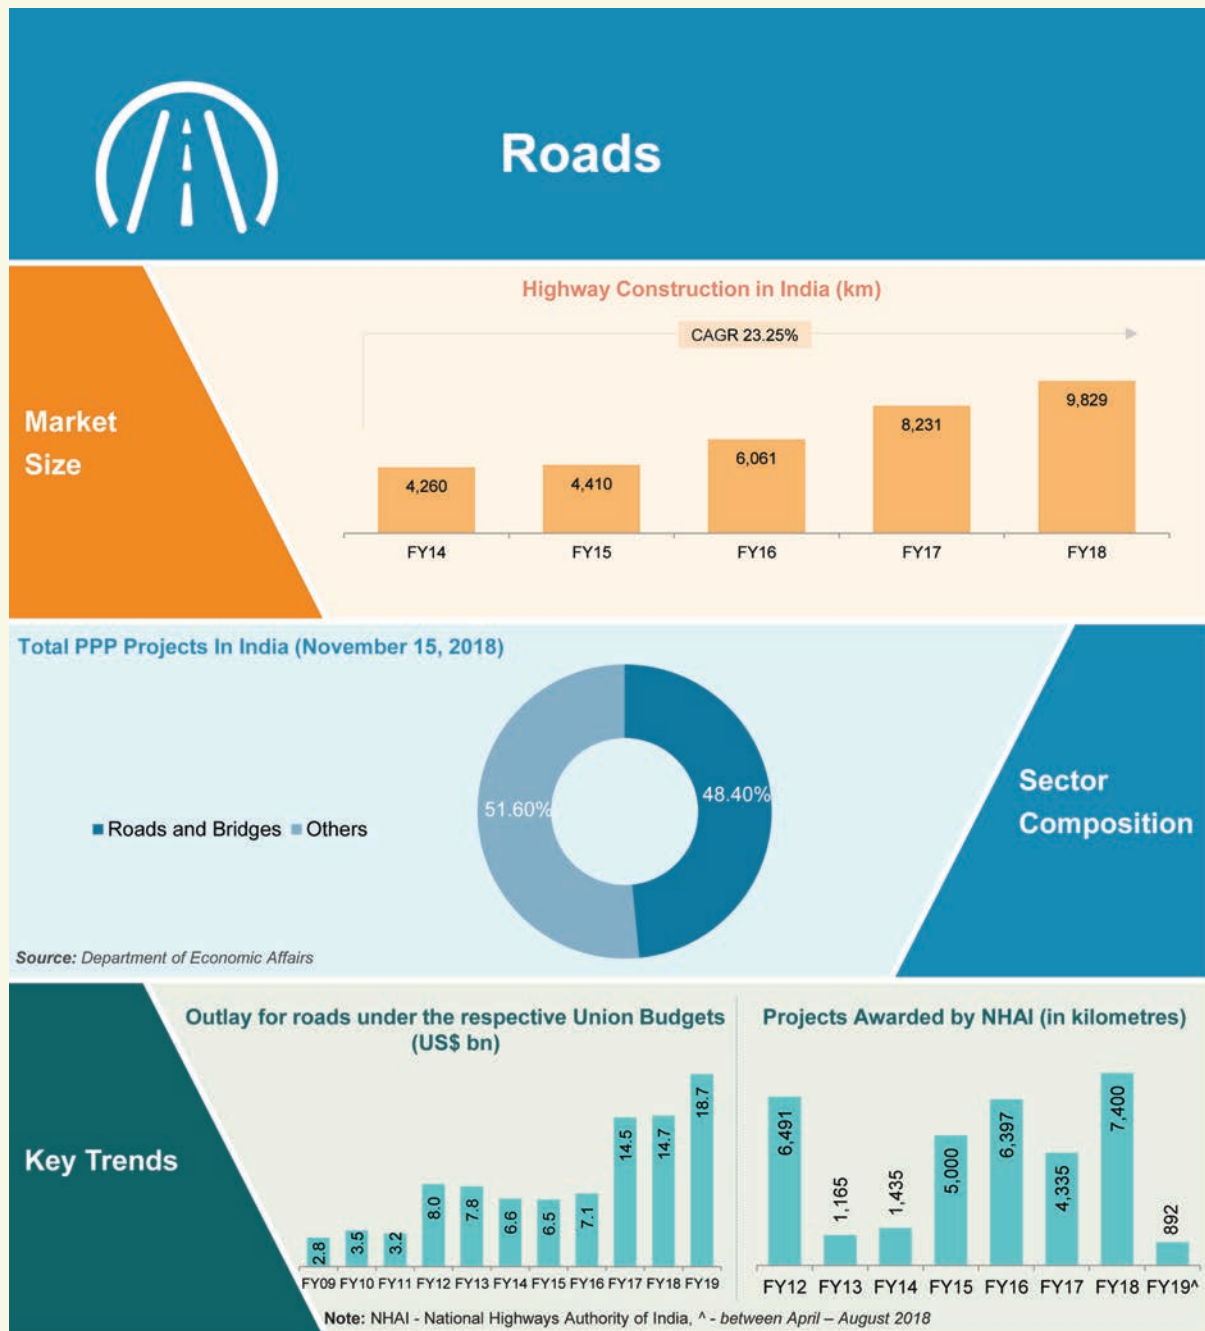 Roads
Market
Size
Highway Construction in India (km)
CAGR 23.25%
4,260
4,410
6,061
8,231
9,829
FY14
FY15
FY16
FY17
FY18
Total PPP Projects In India (November 15, 2018)
51.60%
48.40%
Roads and Bridges
Others
Source: Department of Economic Affairs
Sector
Composition
Key Trends
Outlay for roads under the respective Union Budgets
(US$ bn)
2.8
3.5
3.2
8.0
7.8
6.6
6.5
7.1
14.5
14.7
18.7
FY09 FY10 FY11 FY12 FY13 FY14 FY15 FY16 FY17 FY18 FY19
Projects Awarded by NHAI (in kilometres)
6,491
1,165
1,435
5,000
6,397
4,335
7,400
892
FY12 FY13 FY14 FY15 FY16 FY17 FY18 FY19^
Note: NHAI - National Highways Authority of India, ^ - between April – August 2018